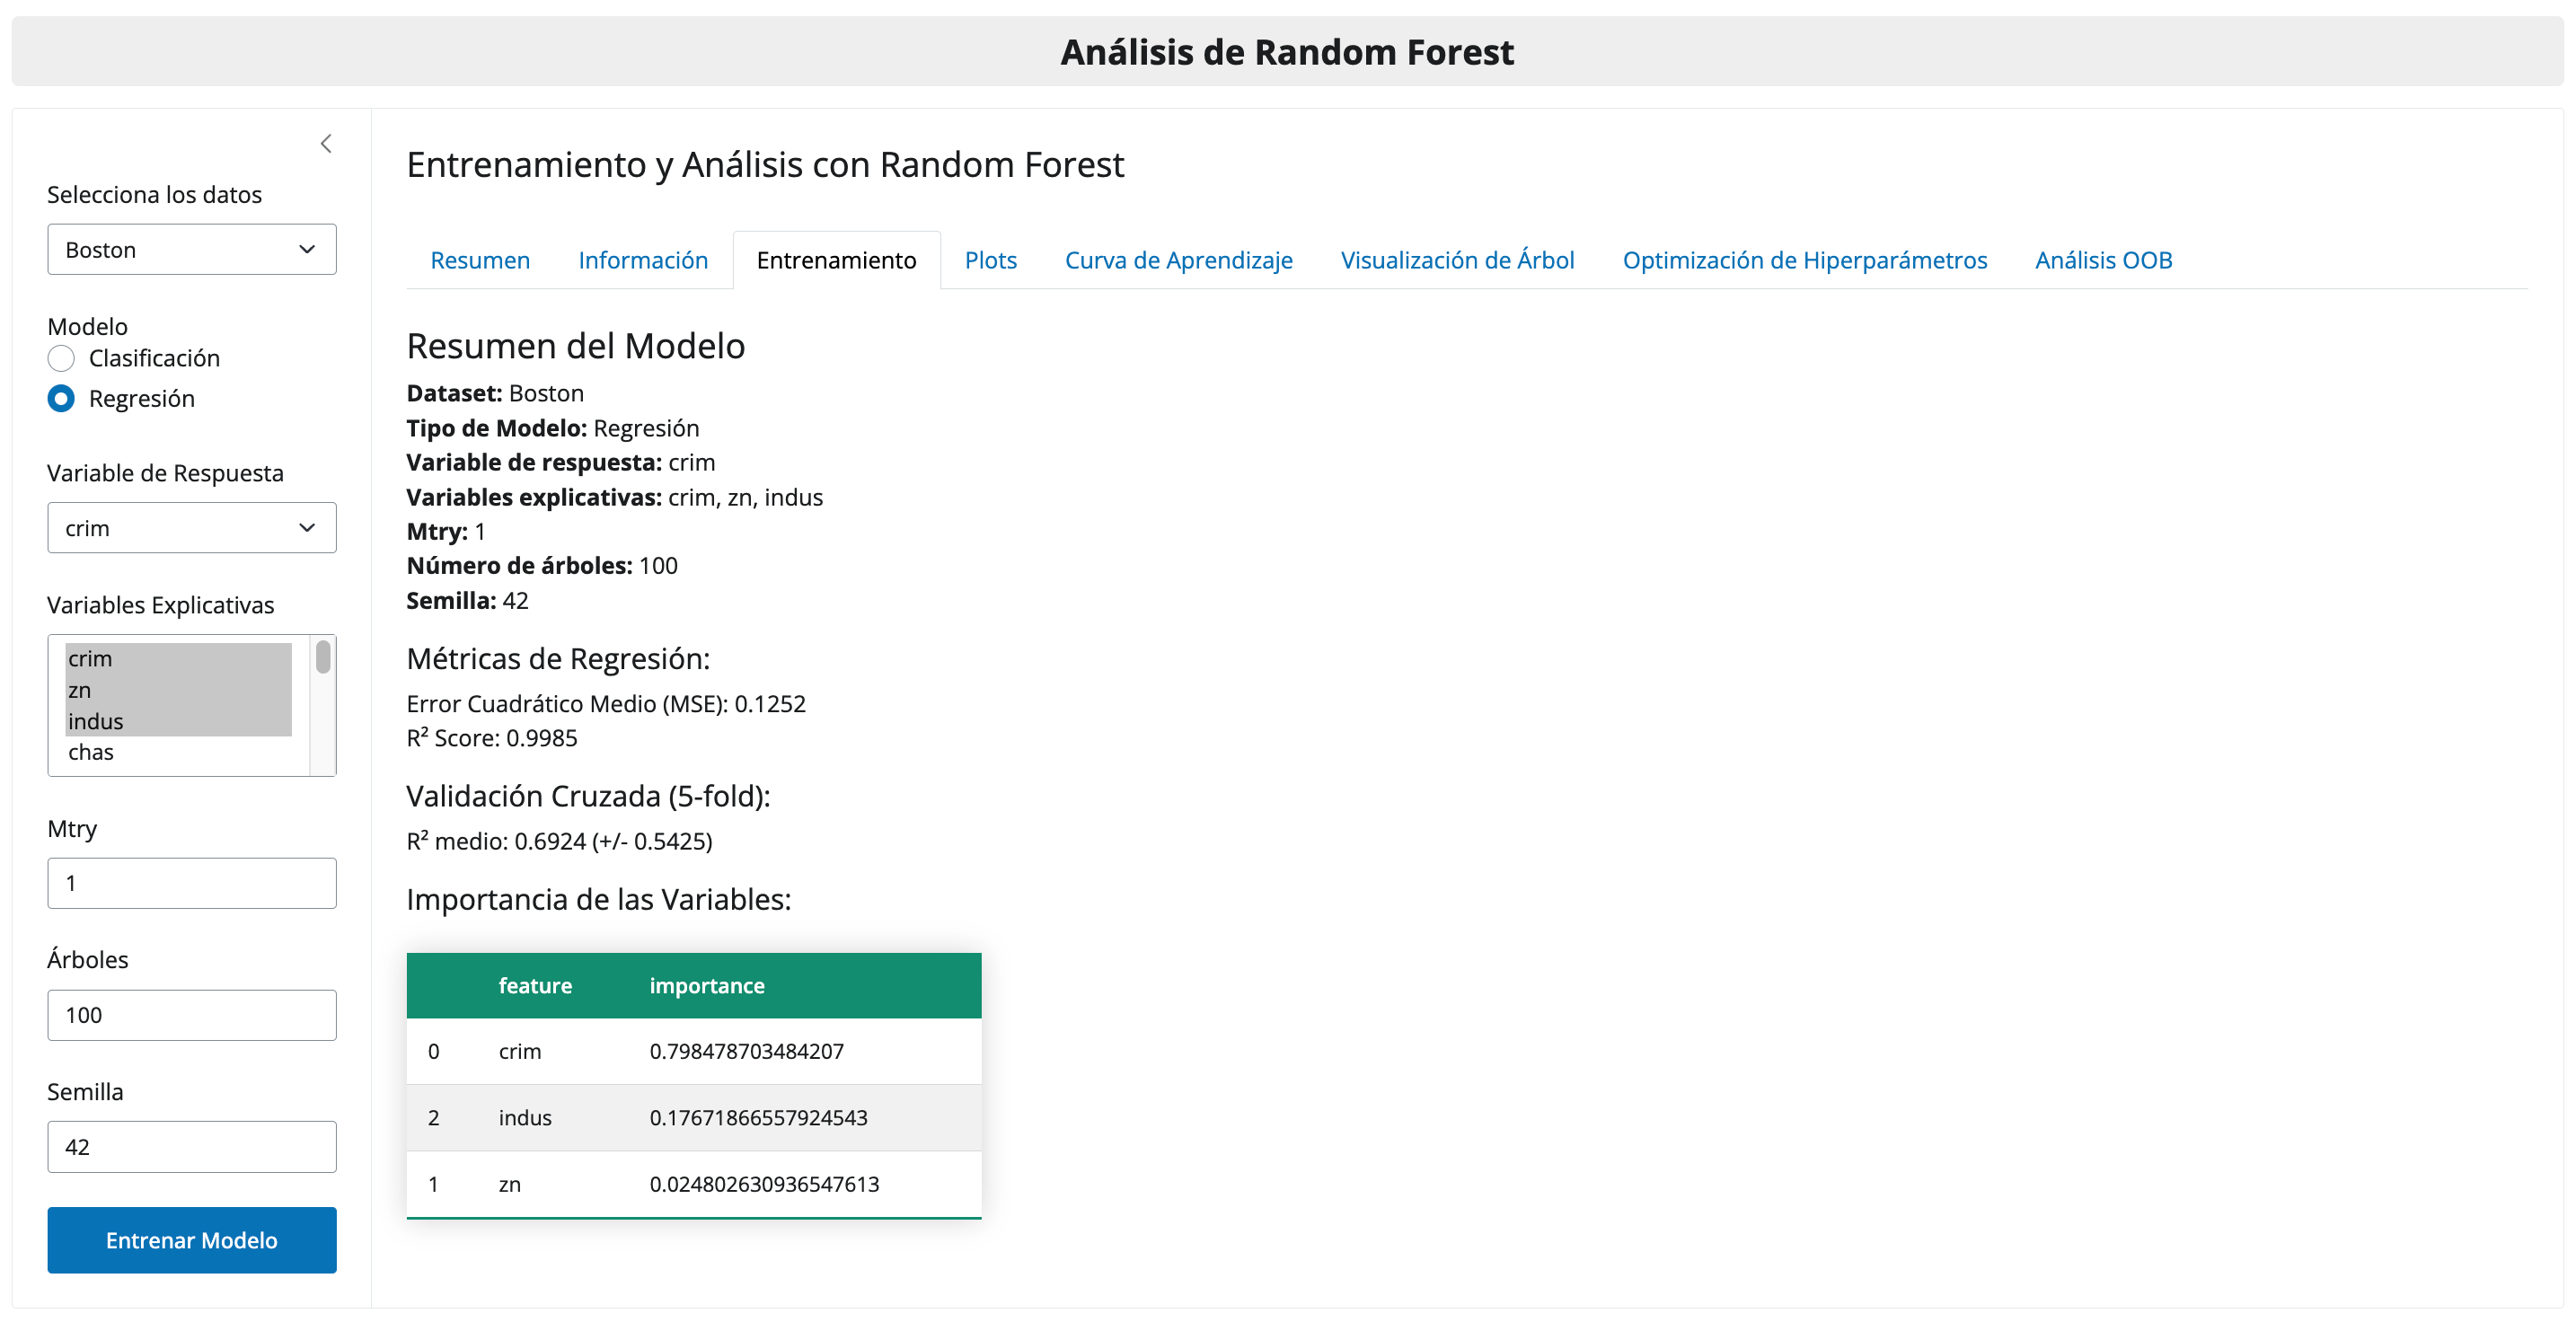 Análisis de Random Forest
Selecciona los datos
Boston
Modelo
Clasificación
Regresión
Variable de Respuesta
crim
Variables Explicativas
crim
zn
indus
chas
Mtry
1
Árboles
100
Semilla
42
Entrenar Modelo
Entrenamiento y Análisis con Random Forest
Resumen Información Entrenamiento Plots Curva de Aprendizaje Visualización de Árbol Optimización de Hiperparámetros Análisis OOB
Resumen del Modelo
Dataset: Boston
Tipo de Modelo: Regresión
Variable de respuesta: crim
Variables explicativas: crim, zn, indus
Mtry: 1
Número de árboles: 100
Semilla: 42
Métricas de Regresión:
Error Cuadrático Medio (MSE): 0.1252
R² Score: 0.9985
Validación Cruzada (5-fold):
R² medio: 0.6924 (+/- 0.5425)
Importancia de las Variables:
feature importance
0 crim 0.798478703484207
2 indus 0.17671866557924543
1 zn 0.024802630936547613